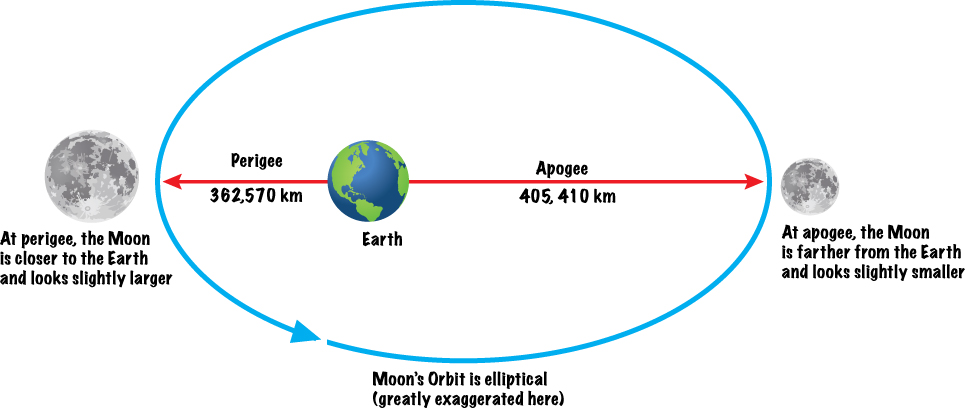 Perigee
362,570 km
Apogee
405, 410 km
Earth
At perigee, the Moon
is closer to the Earth
and looks slightly larger
At apogee, the Moon
is farther from the Earth
and looks slightly smaller
Moon's Orbit is elliptical
(greatly exaggerated here)